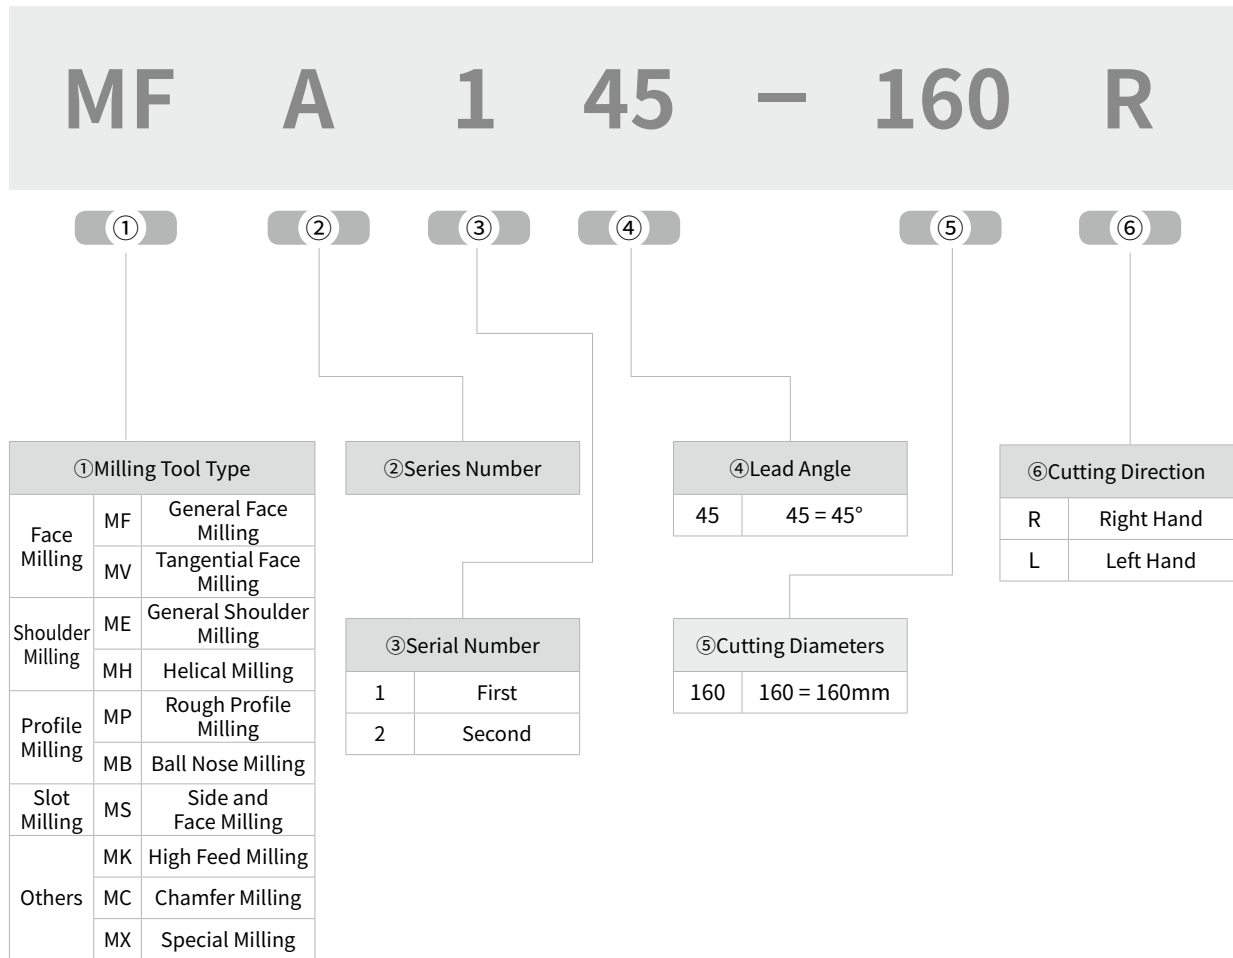 MF A 1 45 – 160 R
① ② ③ ④ ⑤ ⑥
①Milling Tool Type
Face
Milling
MF
General Face
Milling
MV
Tangential Face
Milling
Shoulder
Milling
ME
General Shoulder
Milling
MH
Helical Milling
Profile
Milling
MP
Rough Profile
Milling
MB
Ball Nose Milling
Slot
Milling
MS
Side and
Face Milling
Others
MK
High Feed Milling
MC
Chamfer Milling
MX
Special Milling
②Series Number
③Serial Number
1 First
2 Second
④Lead Angle
45 45 = 45°
⑤Cutting Diameters
160 160 = 160mm
⑥Cutting Direction
R Right Hand
L Left Hand